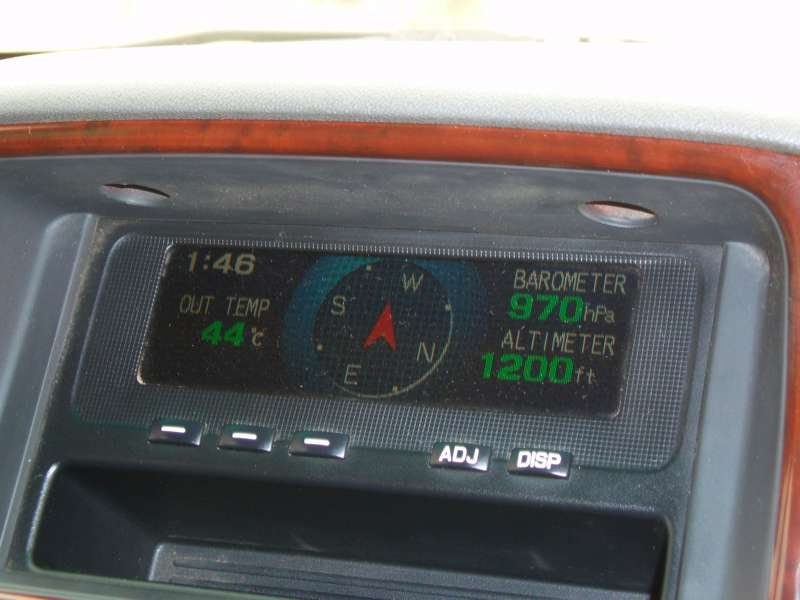 1:46
OUT TEMP
44°C
W
S
N
E
BAROMETER
970hPa
ALTIMETER
1200ft
ADJ
DISP